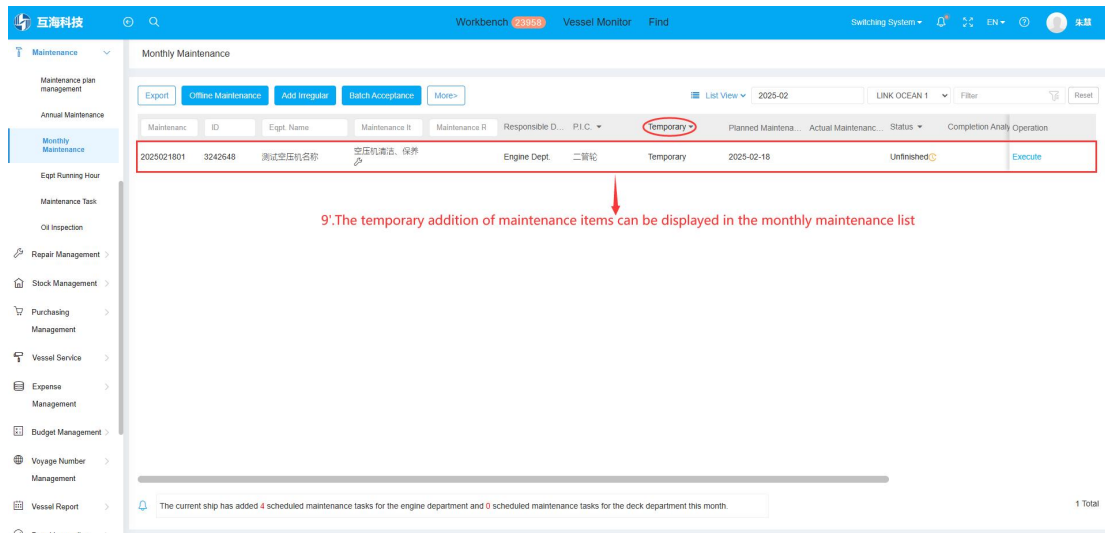 互海科技
Workbench 23958 Vessel Monitor Find
Switching System
EN
朱慧
Maintenance
Monthly Maintenance
Maintenance plan
management
Annual Maintenance
Monthly
Maintenance
Eqpt Running Hour
Maintenance Task
Oil Inspection
Repair Management
Stock Management
Purchasing
Management
Vessel Service
Expense
Management
Budget Management
Voyage Number
Management
Vessel Report
Export Offline Maintenance Add Irregular Batch Acceptance More>
List View 2025-02 LINK OCEAN 1 Filter Reset
Maintenanc ID Eqpt. Name Maintenance It Maintenance R Responsible D... P.I.C. Temporary Planned Maintena... Actual Maintenanc... Status Completion Analy Operation
2025021801 3242648 测试空压机名称 空压机清洁、保养 Engine Dept. 二管轮 Temporary 2025-02-18 Unfinished Execute
9'.The temporary addition of maintenance items can be displayed in the monthly maintenance list
The current ship has added 4 scheduled maintenance tasks for the engine department and 0 scheduled maintenance tasks for the deck department this month.
1 Total